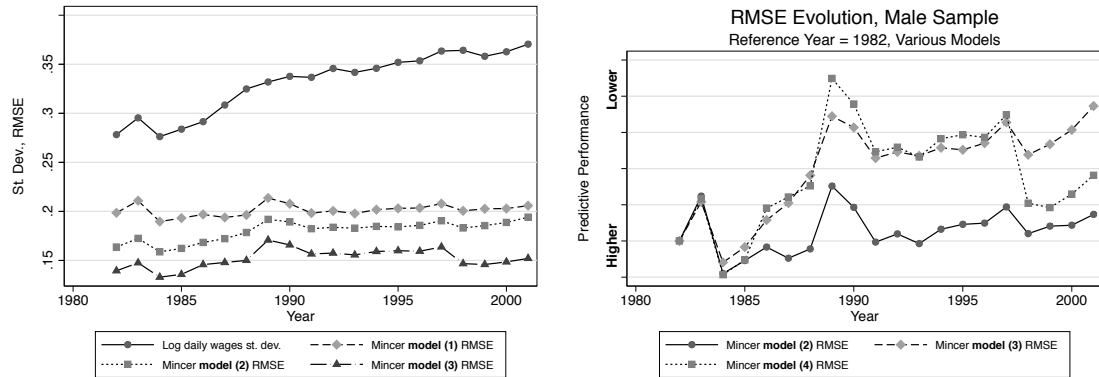 St. Dev., RMSE
.35
.3
.25
.2
.15
1980 1985 1990 1995 2000
Year
Log daily wages st. dev.
Mincer model (1) RMSE
Mincer model (2) RMSE
Mincer model (3) RMSE
RMSE Evolution, Male Sample
Reference Year = 1982, Various Models
Predictive Performance
Lower
Higher
1980 1985 1990 1995 2000
Year
Mincer model (2) RMSE
Mincer model (3) RMSE
Mincer model (4) RMSE